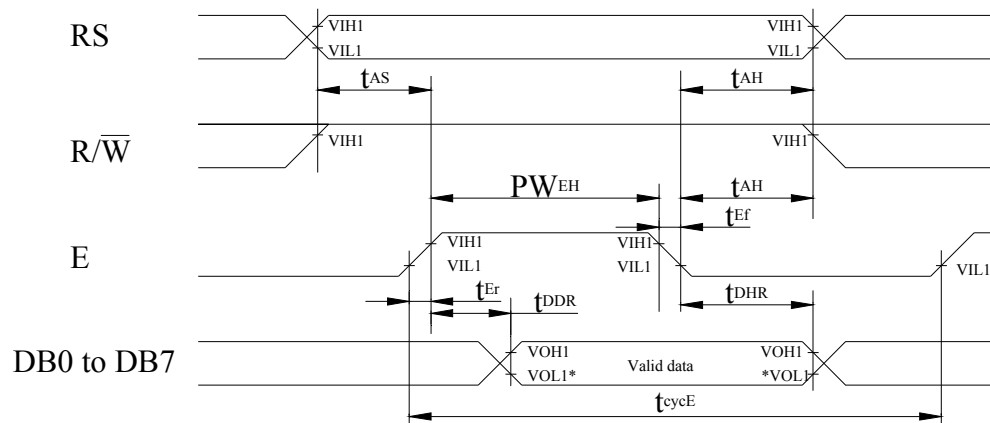 RS VIH1 VIL1 VIH1 VIL1
tAS tAH
R/W̅ VIH1 VIH1
PWEH tAH
tEf
E VIH1 VIL1 VIH1 VIL1 VIL1
tEr tDDR tDHR
DB0 to DB7 VOH1 VOL1* Valid data VOH1 *VOL1
tcycE